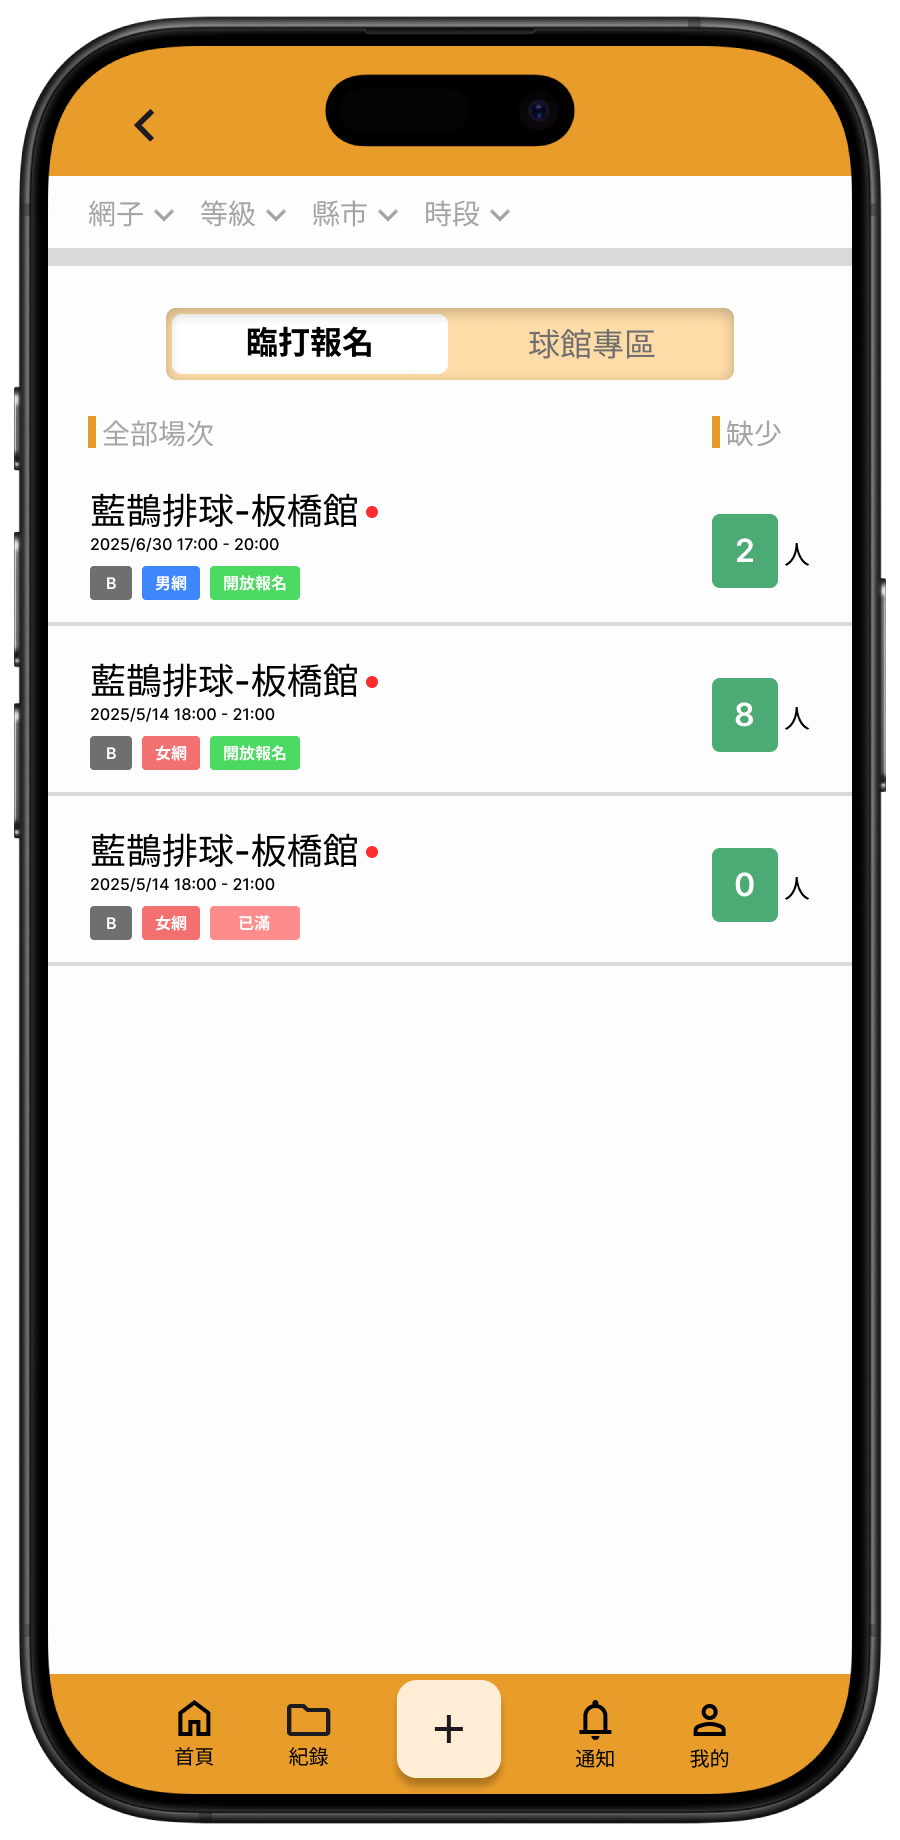 網子 等級 縣市 時段
臨打報名 球館專區
全部場次 缺少
藍鵲排球-板橋館
2025/6/30 17:00 - 20:00
B 男網 開放報名
2 人
藍鵲排球-板橋館
2025/5/14 18:00 - 21:00
B 女網 開放報名
8 人
藍鵲排球-板橋館
2025/5/14 18:00 - 21:00
B 女網 已滿
0 人
首頁 紀錄 + 通知 我的